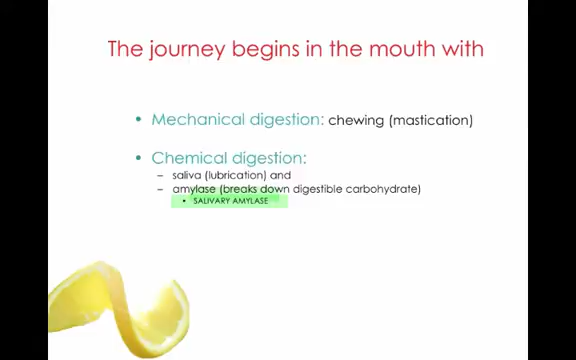 The journey begins in the mouth with
• Mechanical digestion: chewing (mastication)
• Chemical digestion:
– saliva (lubrication) and
– amylase (breaks down digestible carbohydrate)
• SALIVARY AMYLASE